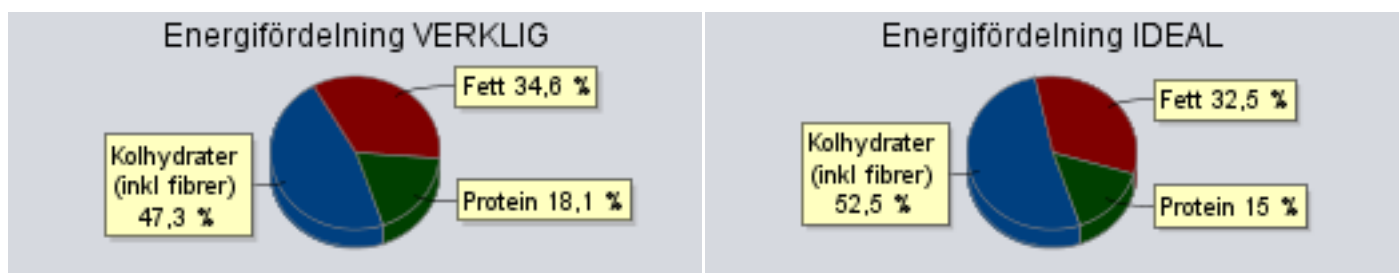 Energifördelning VERKLIG
Fett 34,6 %
Kolhydrater
(inkl fibrer)
47,3 %
Protein 18,1 %
Energifördelning IDEAL
Fett 32,5 %
Kolhydrater
(inkl fibrer)
52,5 %
Protein 15 %